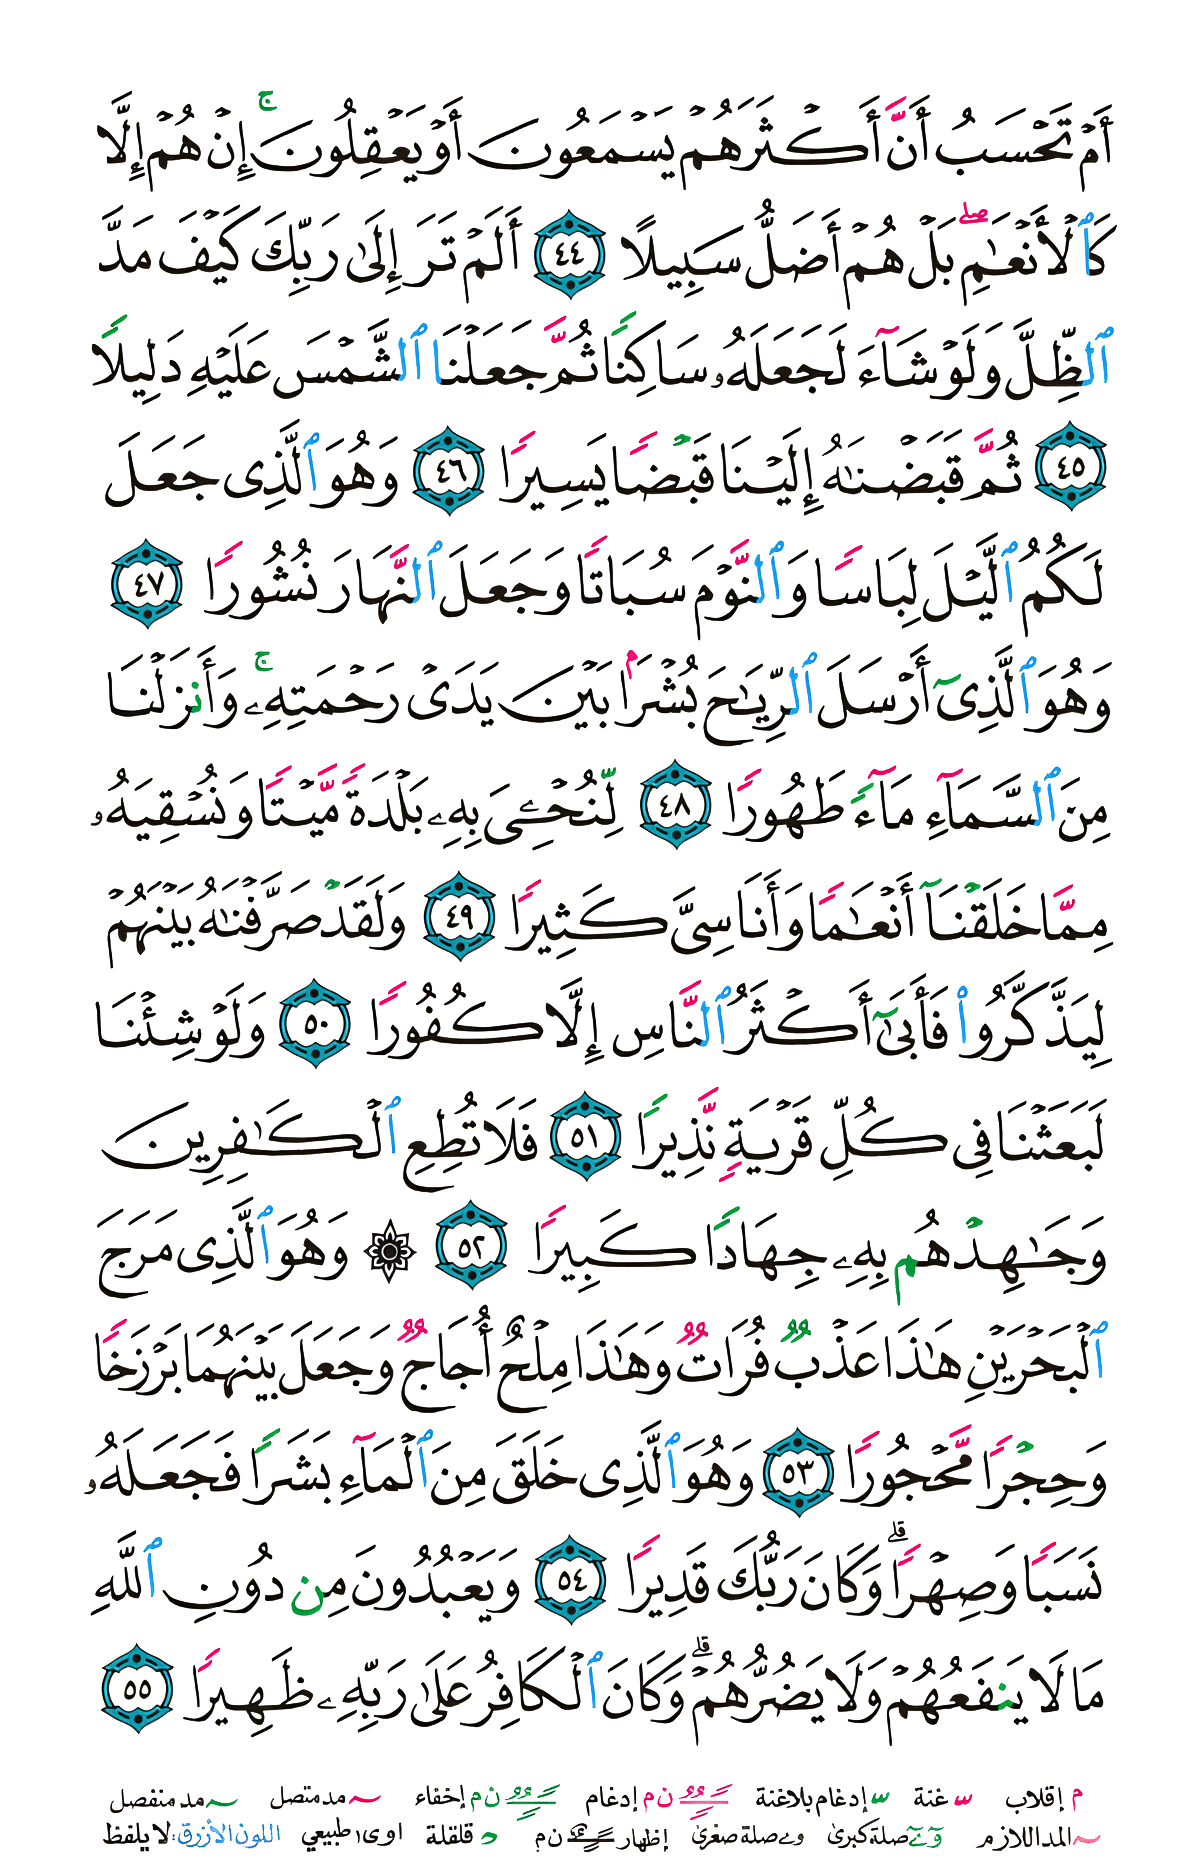 أَمْ تَحْسَبُ أَنَّ أَكْثَرَهُمْ يَسْمَعُونَ أَوْ يَعْقِلُونَ ۚ إِنْ هُمْ إِلَّا
كَٱلْأَنْعَٰمِ ۖ بَلْ هُمْ أَضَلُّ سَبِيلًا ٤٤ أَلَمْ تَرَ إِلَىٰ رَبِّكَ كَيْفَ مَدَّ
ٱلظِّلَّ وَلَوْ شَآءَ لَجَعَلَهُۥ سَاكِنًا ثُمَّ جَعَلْنَا ٱلشَّمْسَ عَلَيْهِ دَلِيلًا
٤٥ ثُمَّ قَبَضْنَٰهُ إِلَيْنَا قَبْضًا يَسِيرًا ٤٦ وَهُوَ ٱلَّذِى جَعَلَ
لَكُمُ ٱلَّيْلَ لِبَاسًا وَٱلنَّوْمَ سُبَاتًا وَجَعَلَ ٱلنَّهَارَ نُشُورًا ٤٧
وَهُوَ ٱلَّذِىٓ أَرْسَلَ ٱلرِّيَٰحَ بُشْرًۢا بَيْنَ يَدَىْ رَحْمَتِهِۦ ۚ وَأَنزَلْنَا
مِنَ ٱلسَّمَآءِ مَآءً طَهُورًا ٤٨ لِّنُحْـِۧىَ بِهِۦ بَلْدَةً مَّيْتًا وَنُسْقِيَهُۥ
مِمَّا خَلَقْنَآ أَنْعَٰمًا وَأَنَاسِىَّ كَثِيرًا ٤٩ وَلَقَدْ صَرَّفْنَٰهُ بَيْنَهُمْ
لِيَذَّكَّرُوا۟ فَأَبَىٰٓ أَكْثَرُ ٱلنَّاسِ إِلَّا كُفُورًا ٥٠ وَلَوْ شِئْنَا
لَبَعَثْنَا فِى كُلِّ قَرْيَةٍ نَّذِيرًا ٥١ فَلَا تُطِعِ ٱلْكَٰفِرِينَ
وَجَٰهِدْهُم بِهِۦ جِهَادًا كَبِيرًا ٥٢ ۞ وَهُوَ ٱلَّذِى مَرَجَ
ٱلْبَحْرَيْنِ هَٰذَا عَذْبٌ فُرَاتٌ وَهَٰذَا مِلْحٌ أُجَاجٌ وَجَعَلَ بَيْنَهُمَا بَرْزَخًا
وَحِجْرًا مَّحْجُورًا ٥٣ وَهُوَ ٱلَّذِى خَلَقَ مِنَ ٱلْمَآءِ بَشَرًا فَجَعَلَهُۥ
نَسَبًا وَصِهْرًا ۗ وَكَانَ رَبُّكَ قَدِيرًا ٥٤ وَيَعْبُدُونَ مِن دُونِ ٱللَّهِ
مَا لَا يَنفَعُهُمْ وَلَا يَضُرُّهُمْ ۗ وَكَانَ ٱلْكَافِرُ عَلَىٰ رَبِّهِۦ ظَهِيرًا ٥٥
م إقلاب غنة إدغام بلاغنة ن م إدغام ن م إخفاء مد متصل مد منفصل
المد اللازم صلة كبرى وے صلة صغرى إظهار ن م قلقلة اوى طبيعي اللون الأزرق: لا يلفظ